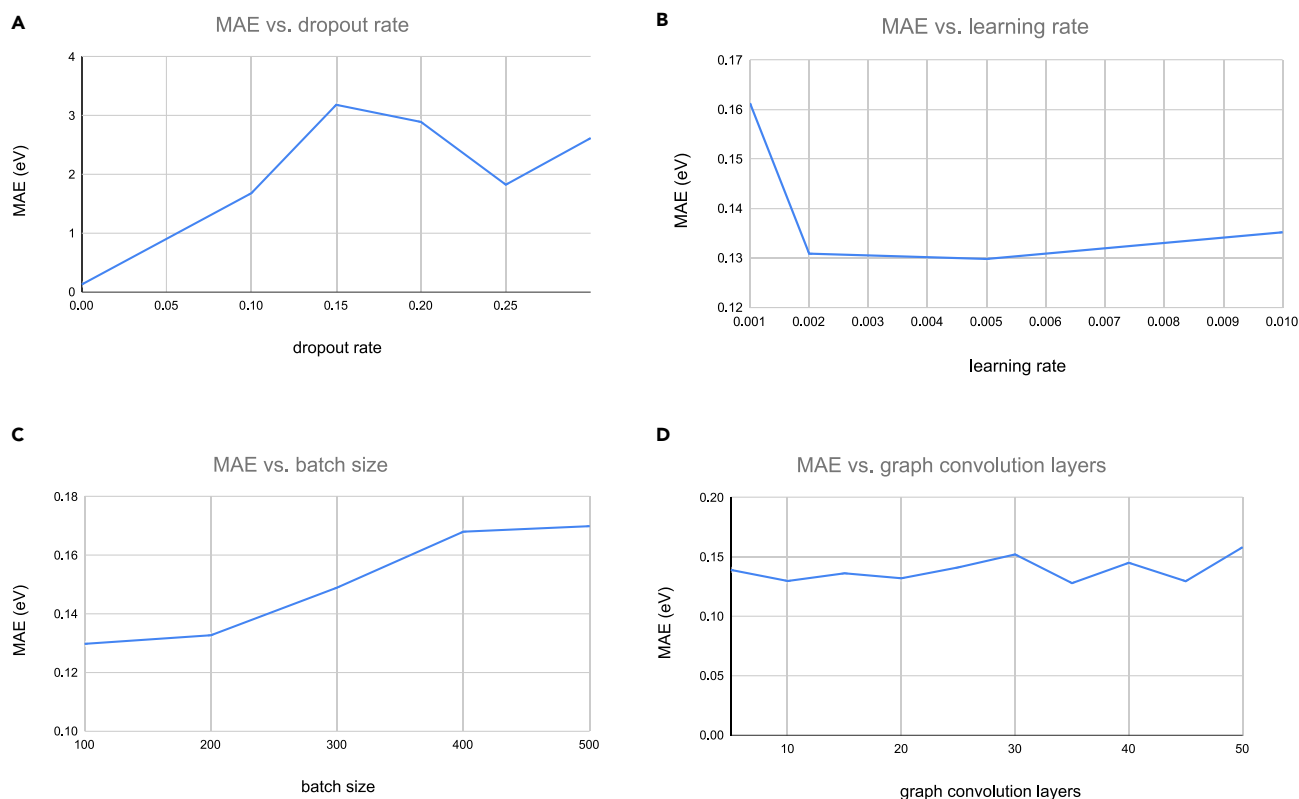 A
MAE vs. dropout rate
MAE (eV)
4
3
2
1
0
0.00 0.05 0.10 0.15 0.20 0.25
dropout rate
B
MAE vs. learning rate
MAE (eV)
0.17
0.16
0.15
0.14
0.13
0.12
0.001 0.002 0.003 0.004 0.005 0.006 0.007 0.008 0.009 0.010
learning rate
C
MAE vs. batch size
MAE (eV)
0.18
0.16
0.14
0.12
0.10
100 200 300 400 500
batch size
D
MAE vs. graph convolution layers
MAE (eV)
0.20
0.15
0.10
0.05
0.00
10 20 30 40 50
graph convolution layers